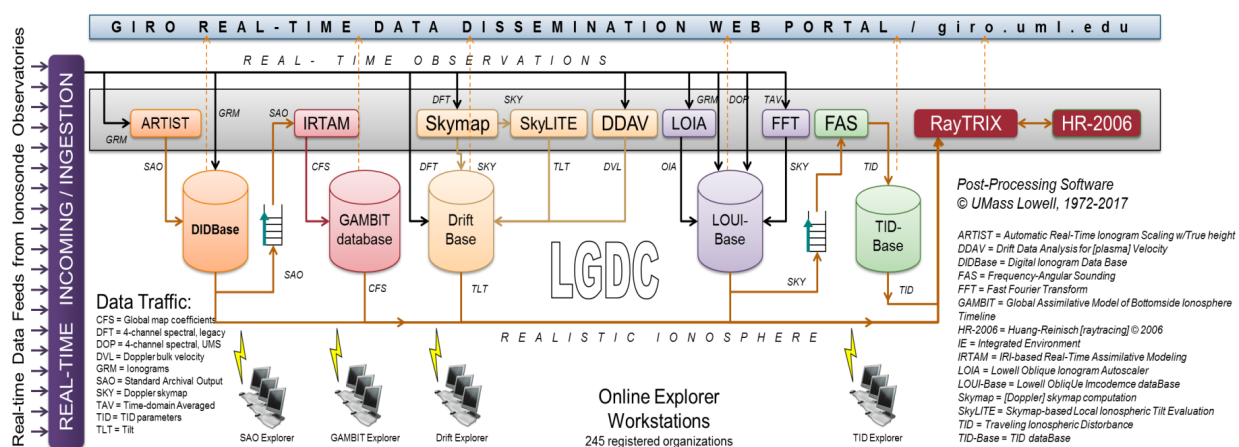 GIRO REAL-TIME DATA DISSEMINATION WEB PORTAL / giro.uml.edu
Real-time Data Feeds from Ionosonde Observatories
REAL-TIME INCOMING / INGESTION
REAL- TIME OBSERVATIONS
GRM
ARTIST
SAO
GRM
SAO
IRTAM
CFS
DFT
Skymap
SKY
SkyLITE
DDAV
DFT
SKY
TLT
DVL
LOIA
GRM
DOP
TAV
FFT
FAS
OIA
SKY
TID
RayTRIX
HR-2006
DIDBase
GAMBIT
database
Drift
Base
LGDC
LOUI-
Base
TID-
Base
SAO
CFS
TLT
SKY
TID
REALISTIC IONOSPHERE
Data Traffic:
CFS = Global map coefficients
DFT = 4-channel spectral, legacy
DOP = 4-channel spectral, UMS
DVL = Doppler bulk velocity
GRM = Ionograms
SAO = Standard Archival Output
SKY = Doppler skymap
TAV = Time-domain Averaged
TID = TID parameters
TLT = Tilt
SAO Explorer
GAMBIT Explorer
Drift Explorer
Online Explorer
Workstations
245 registered organizations
TID Explorer
Post-Processing Software
© UMass Lowell, 1972-2017
ARTIST = Automatic Real-Time Ionogram Scaling w/True height
DDAV = Drift Data Analysis for [plasma] Velocity
DIDBase = Digital Ionogram Data Base
FAS = Frequency-Angular Sounding
FFT = Fast Fourier Transform
GAMBIT = Global Assimilative Model of Bottomside Ionosphere
Timeline
HR-2006 = Huang-Reinisch [raytracing] © 2006
IE = Integrated Environment
IRTAM = IRI-based Real-Time Assimilative Modeling
LOIA = Lowell Oblique Ionogram Autoscaler
LOUI-Base = Lowell ObliqUe Imcodemce dataBase
Skymap = [Doppler] skymap computation
SkyLITE = Skymap-based Local Ionospheric Tilt Evaluation
TID = Traveling Ionospheric Distorbance
TID-Base = TID dataBase